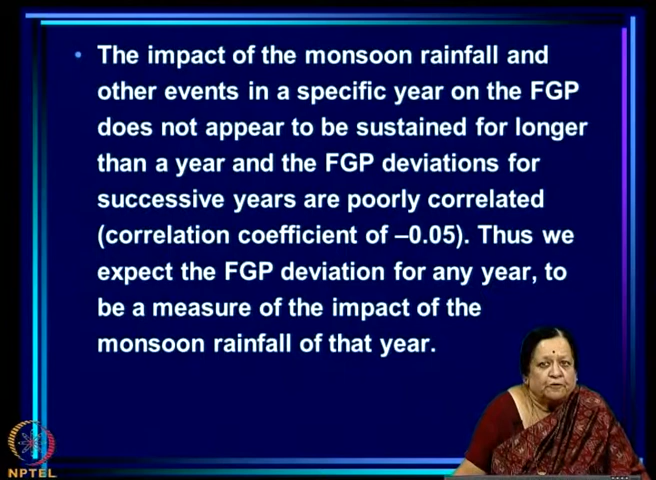 • The impact of the monsoon rainfall and
other events in a specific year on the FGP
does not appear to be sustained for longer
than a year and the FGP deviations for
successive years are poorly correlated
(correlation coefficient of –0.05). Thus we
expect the FGP deviation for any year, to
be a measure of the impact of the
monsoon rainfall of that year.
NPTEL